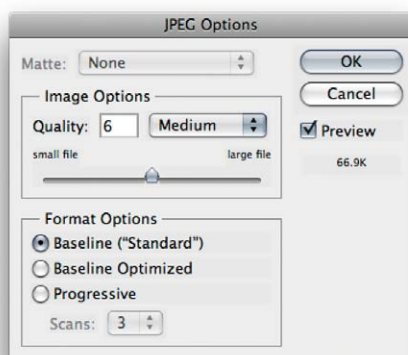 JPEG Options
Matte: None
OK
Cancel
Image Options
Quality: 6 Medium
Preview
small file large file
66.9K
Format Options
Baseline ("Standard")
Baseline Optimized
Progressive
Scans: 3